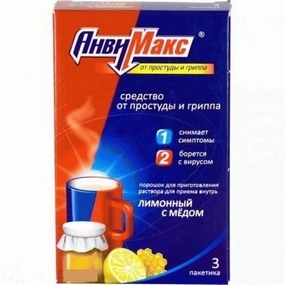 АнвиМакс®
от простуды и гриппа
средство
от простуды и гриппа
1 снимает
симптомы
2 борется
с вирусом
порошок для приготовления
раствора для приема внутрь
ЛИМОННЫЙ
С МЁДОМ
3
пакетика